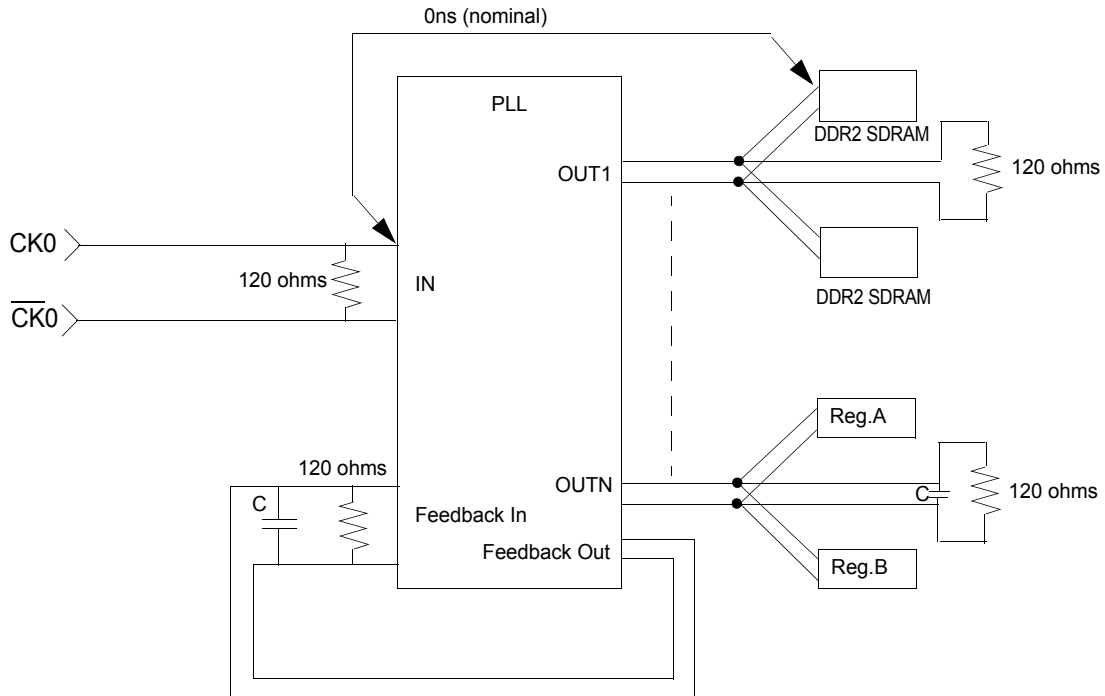 0ns (nominal)
PLL
DDR2 SDRAM
OUT1
120 ohms
CK0
120 ohms
IN
C̅K̅0
DDR2 SDRAM
Reg.A
120 ohms
OUTN
C
120 ohms
C
Feedback In
Feedback Out
Reg.B